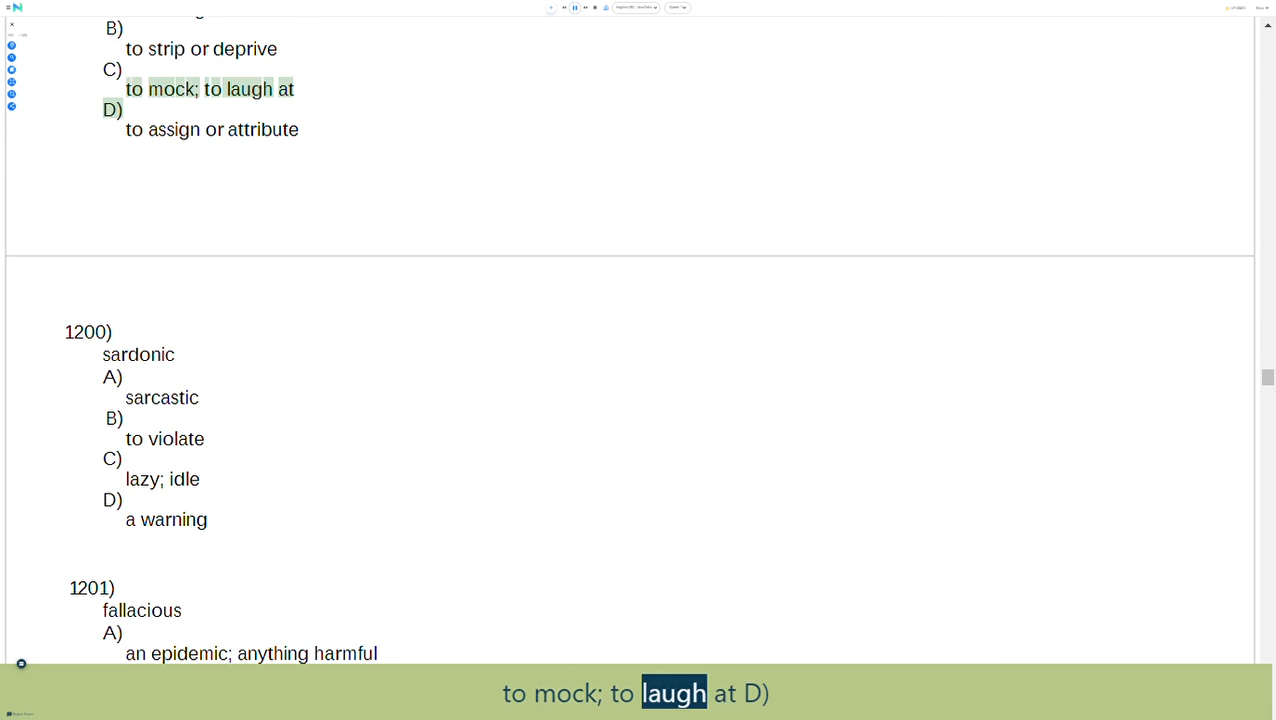 B)
to strip or deprive
C)
to mock; to laugh at
D)
to assign or attribute
1200)
sardonic
A)
sarcastic
B)
to violate
C)
lazy; idle
D)
a warning
1201)
fallacious
A)
an epidemic; anything harmful
to mock; to laugh at D)